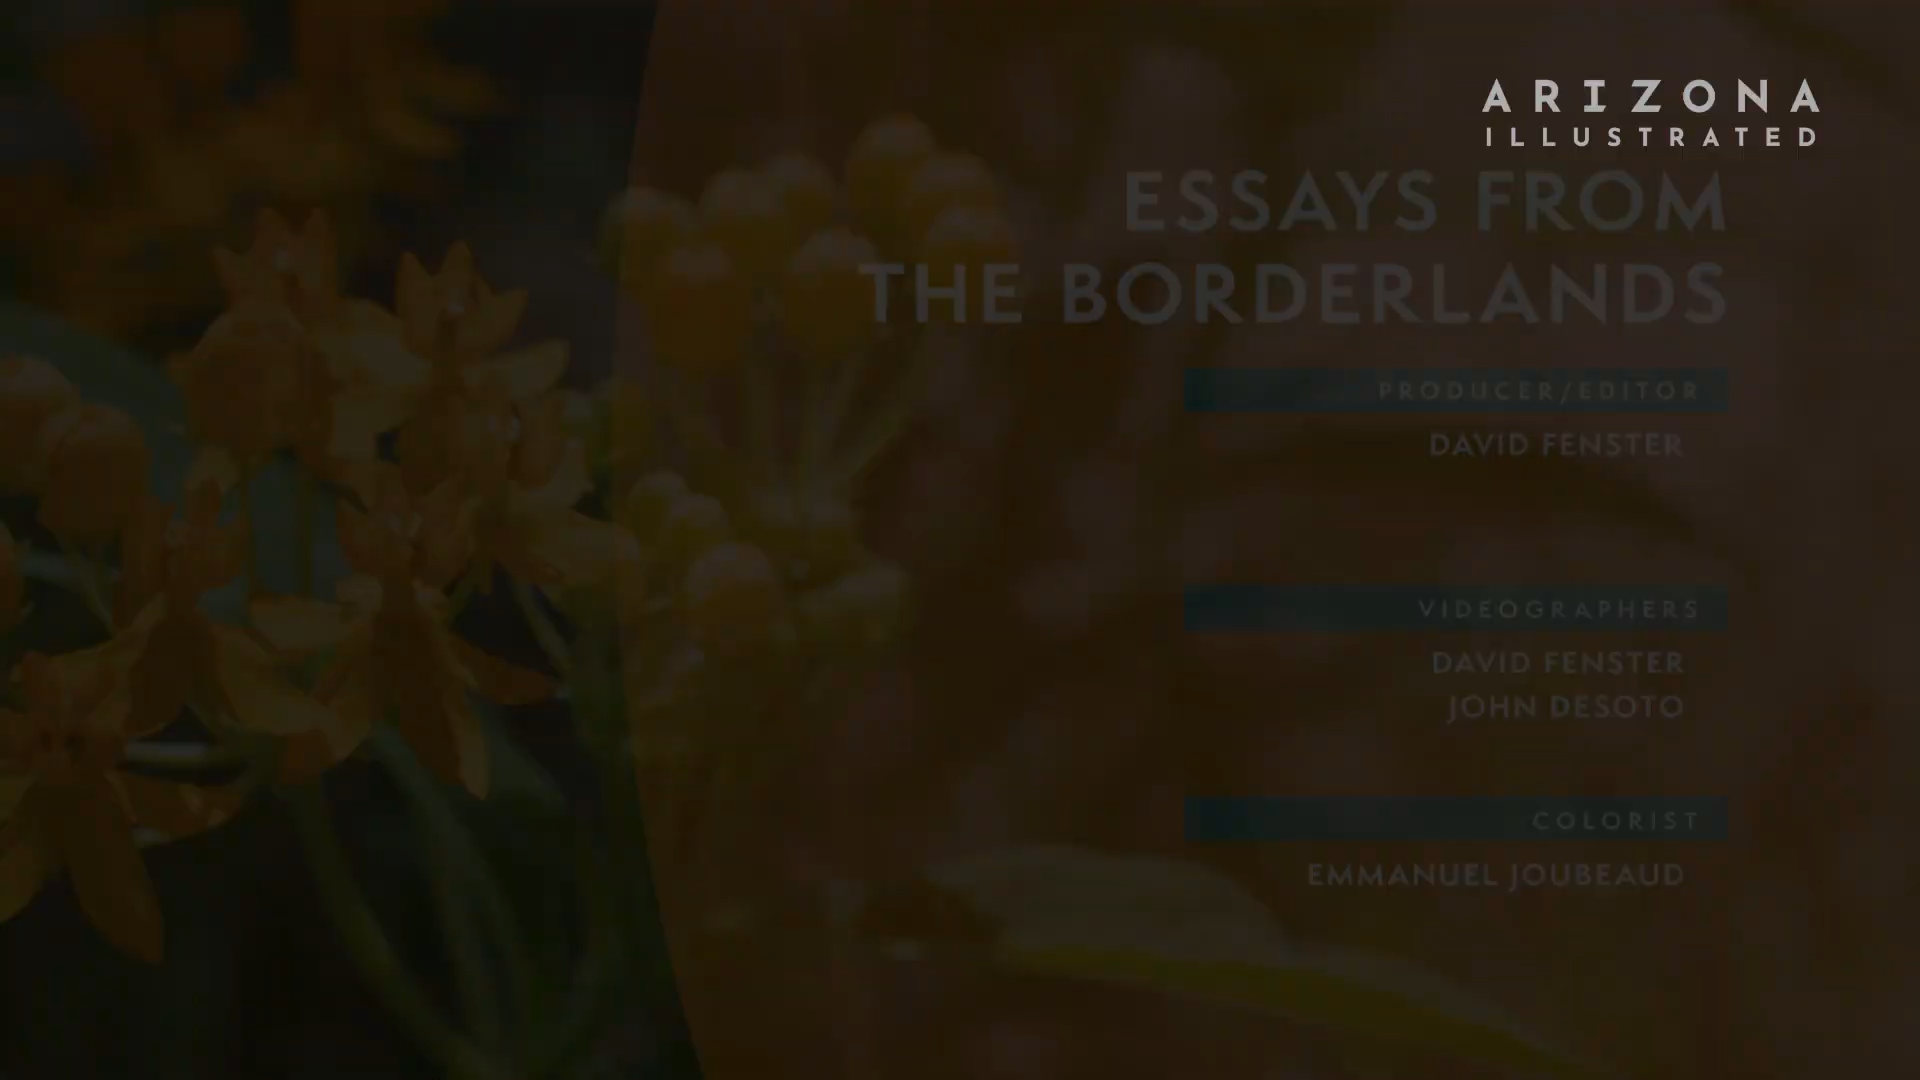 ARIZONA
ILLUSTRATED
ESSAYS FROM
THE BORDERLANDS
PRODUCER/EDITOR
DAVID FENSTER
VIDEOGRAPHERS
DAVID FENSTER
JOHN DESOTO
COLORIST
EMMANUEL JOUBEAUD